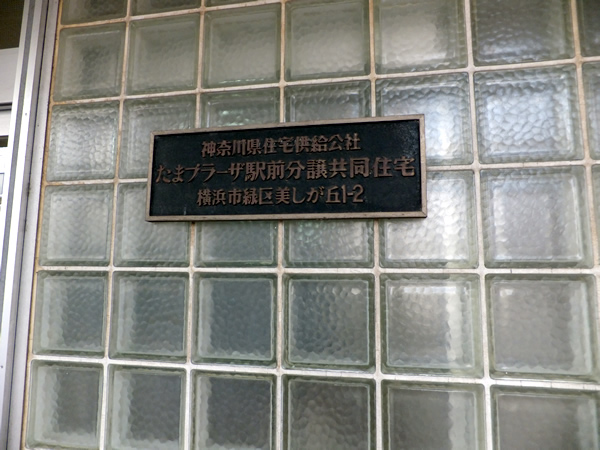 神奈川県住宅供給公社
たまプラーザ駅前分譲共同住宅
横浜市緑区美しが丘1-2